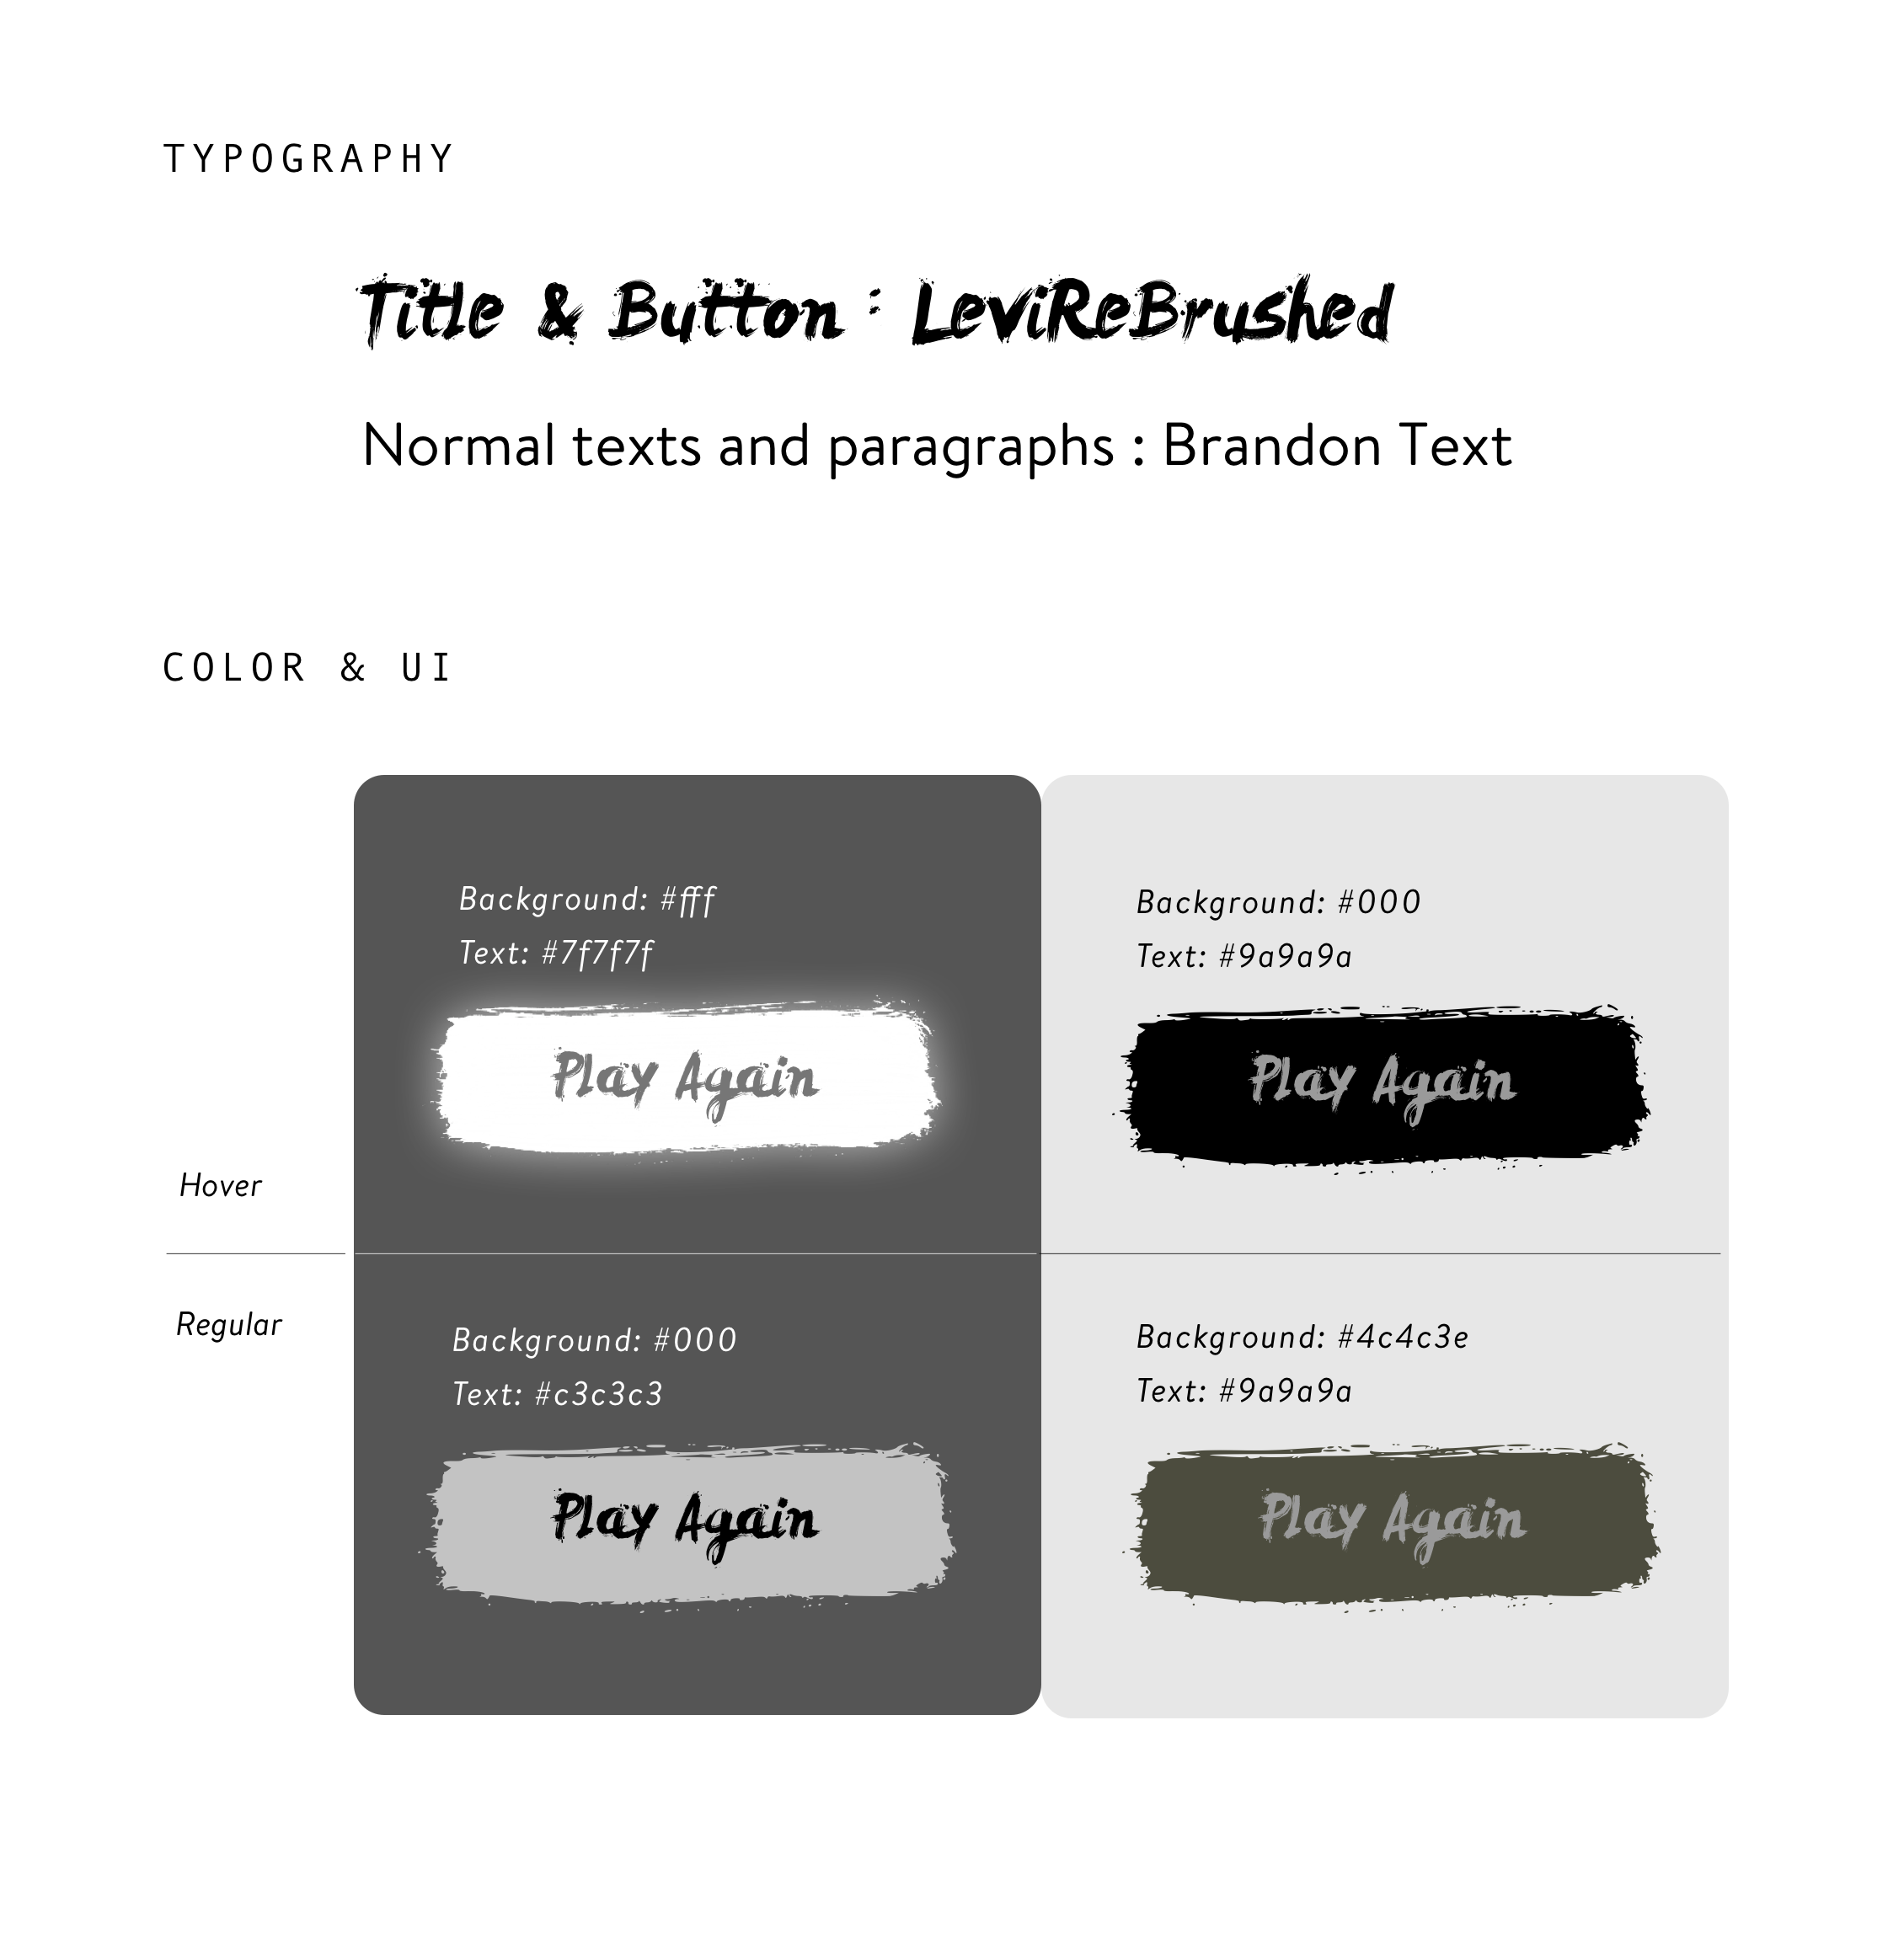 TYPOGRAPHY
Title & Button : LeviReBrushed
Normal texts and paragraphs : Brandon Text
COLOR & UI
Background: #fff
Text: #7f7f7f
Play Again
Background: #000
Text: #9a9a9a
Play Again
Hover
Regular
Background: #000
Text: #c3c3c3
Play Again
Background: #4c4c3e
Text: #9a9a9a
Play Again